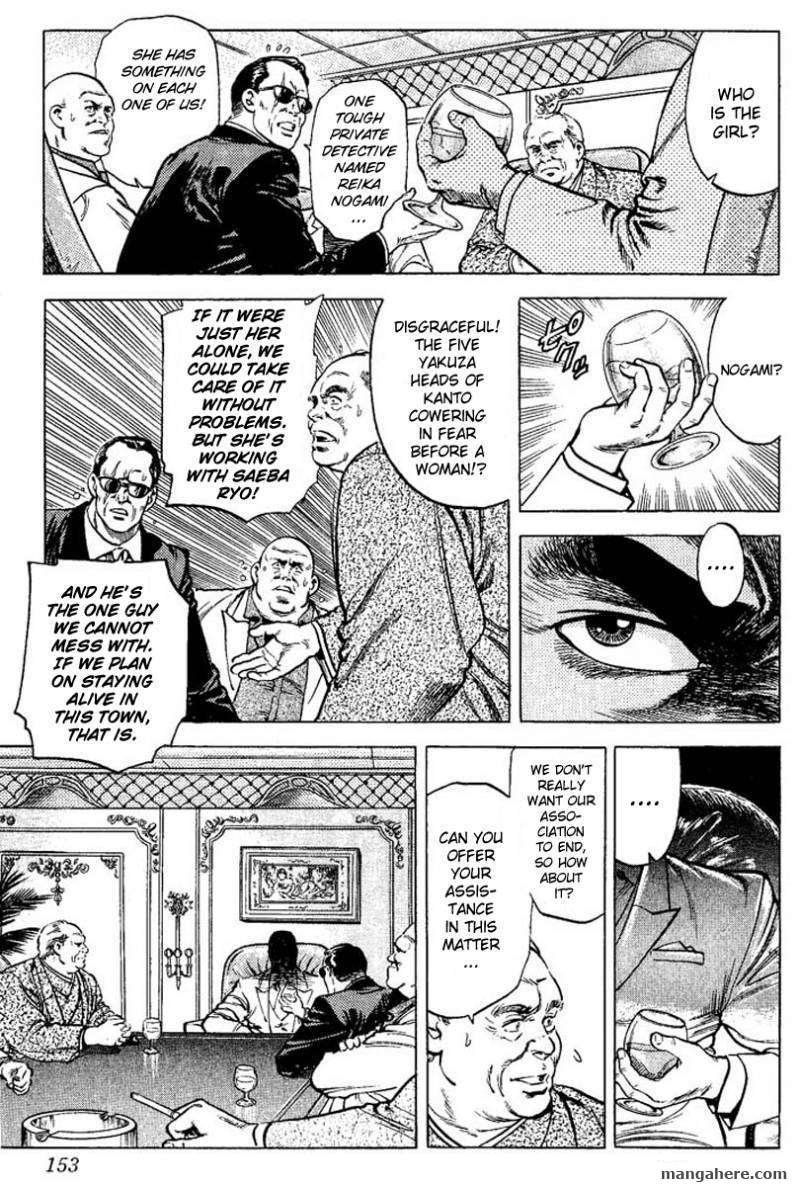 WHO
IS THE
GIRL?
ONE
TOUGH
PRIVATE
DETECTIVE
NAMED
REIKA
NOGAMI
...
SHE HAS
SOMETHING
ON EACH
ONE OF US!
NOGAMI?
ピク
....
DISGRACEFUL!
THE FIVE
YAKUZA
HEADS OF
KANTO
COWERING
IN FEAR
BEFORE A
WOMAN!?
IF IT WERE
JUST HER
ALONE, WE
COULD TAKE
CARE OF IT
WITHOUT
PROBLEMS.
BUT SHE'S
WORKING
WITH SAEBA
RYO!
AND HE'S
THE ONE GUY
WE CANNOT
MESS WITH.
IF WE PLAN
ON STAYING
ALIVE IN
THIS TOWN,
THAT IS.
....
WE DON'T
REALLY
WANT OUR
ASSO-
CIATION
TO END,
SO HOW
ABOUT
IT?
CAN YOU
OFFER
YOUR
ASSIS-
TANCE
IN THIS
MATTER
...
153
mangahere.com